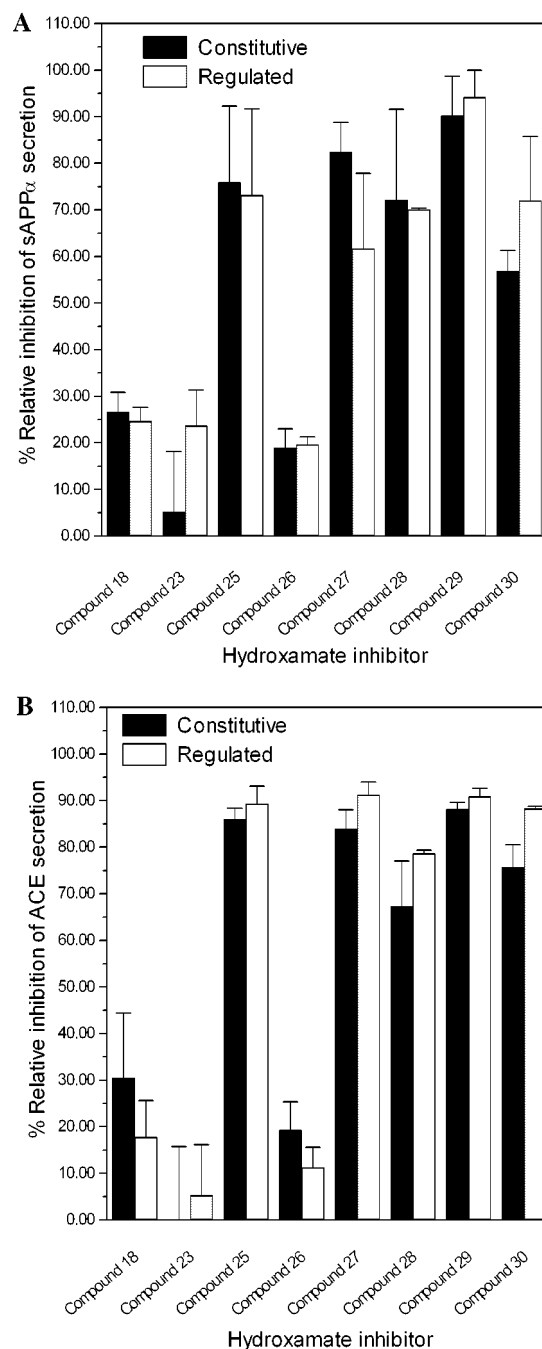 A
% Relative inhibition of sAPPα secretion
110.00
100.00
90.00
80.00
70.00
60.00
50.00
40.00
30.00
20.00
10.00
0.00
Constitutive
Regulated
Compound 18
Compound 23
Compound 25
Compound 26
Compound 27
Compound 28
Compound 29
Compound 30
Hydroxamate inhibitor
B
% Relative inhibition of ACE secretion
110.00
100.00
90.00
80.00
70.00
60.00
50.00
40.00
30.00
20.00
10.00
0.00
Constitutive
Regulated
Compound 18
Compound 23
Compound 25
Compound 26
Compound 27
Compound 28
Compound 29
Compound 30
Hydroxamate inhibitor